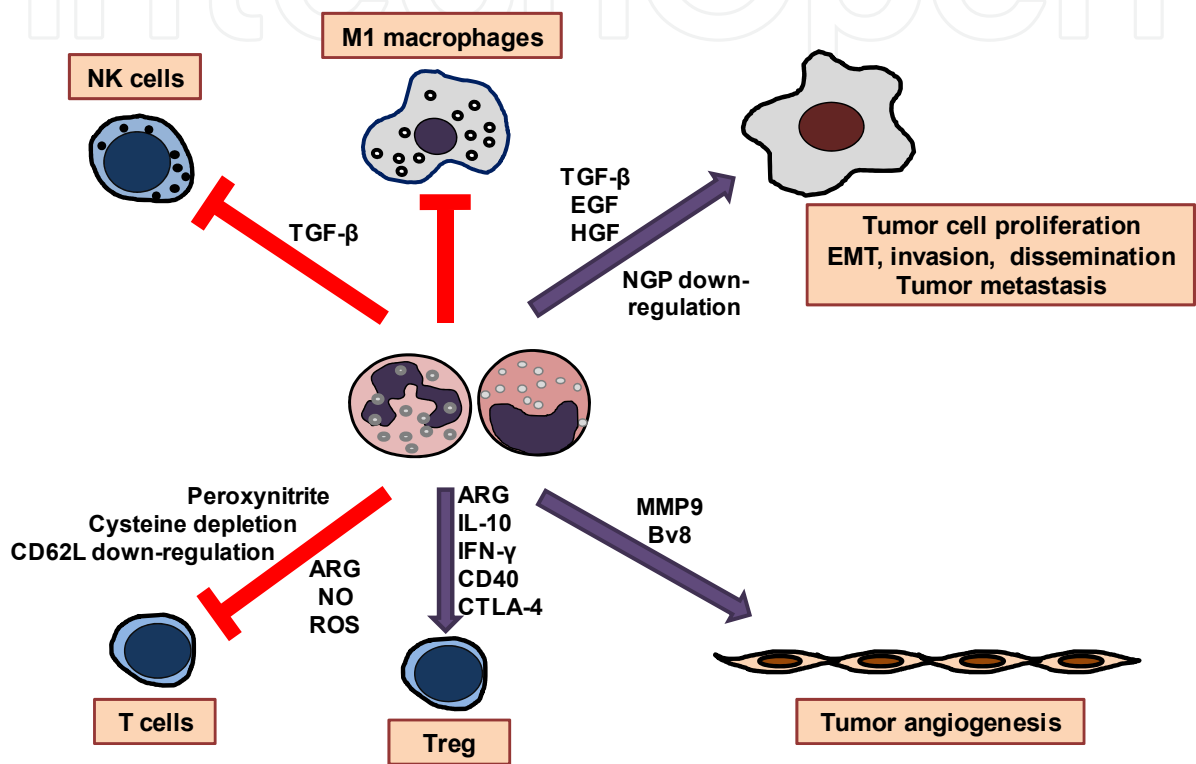 IntechOpen
M1 macrophages
NK cells
TGF-β
TGF-β
EGF
HGF
NGP down-
regulation
Tumor cell proliferation
EMT, invasion, dissemination
Tumor metastasis
Peroxynitrite
Cysteine depletion
CD62L down-regulation
ARG
NO
ROS
ARG
IL-10
IFN-γ
CD40
CTLA-4
MMP9
Bv8
T cells
Treg
Tumor angiogenesis